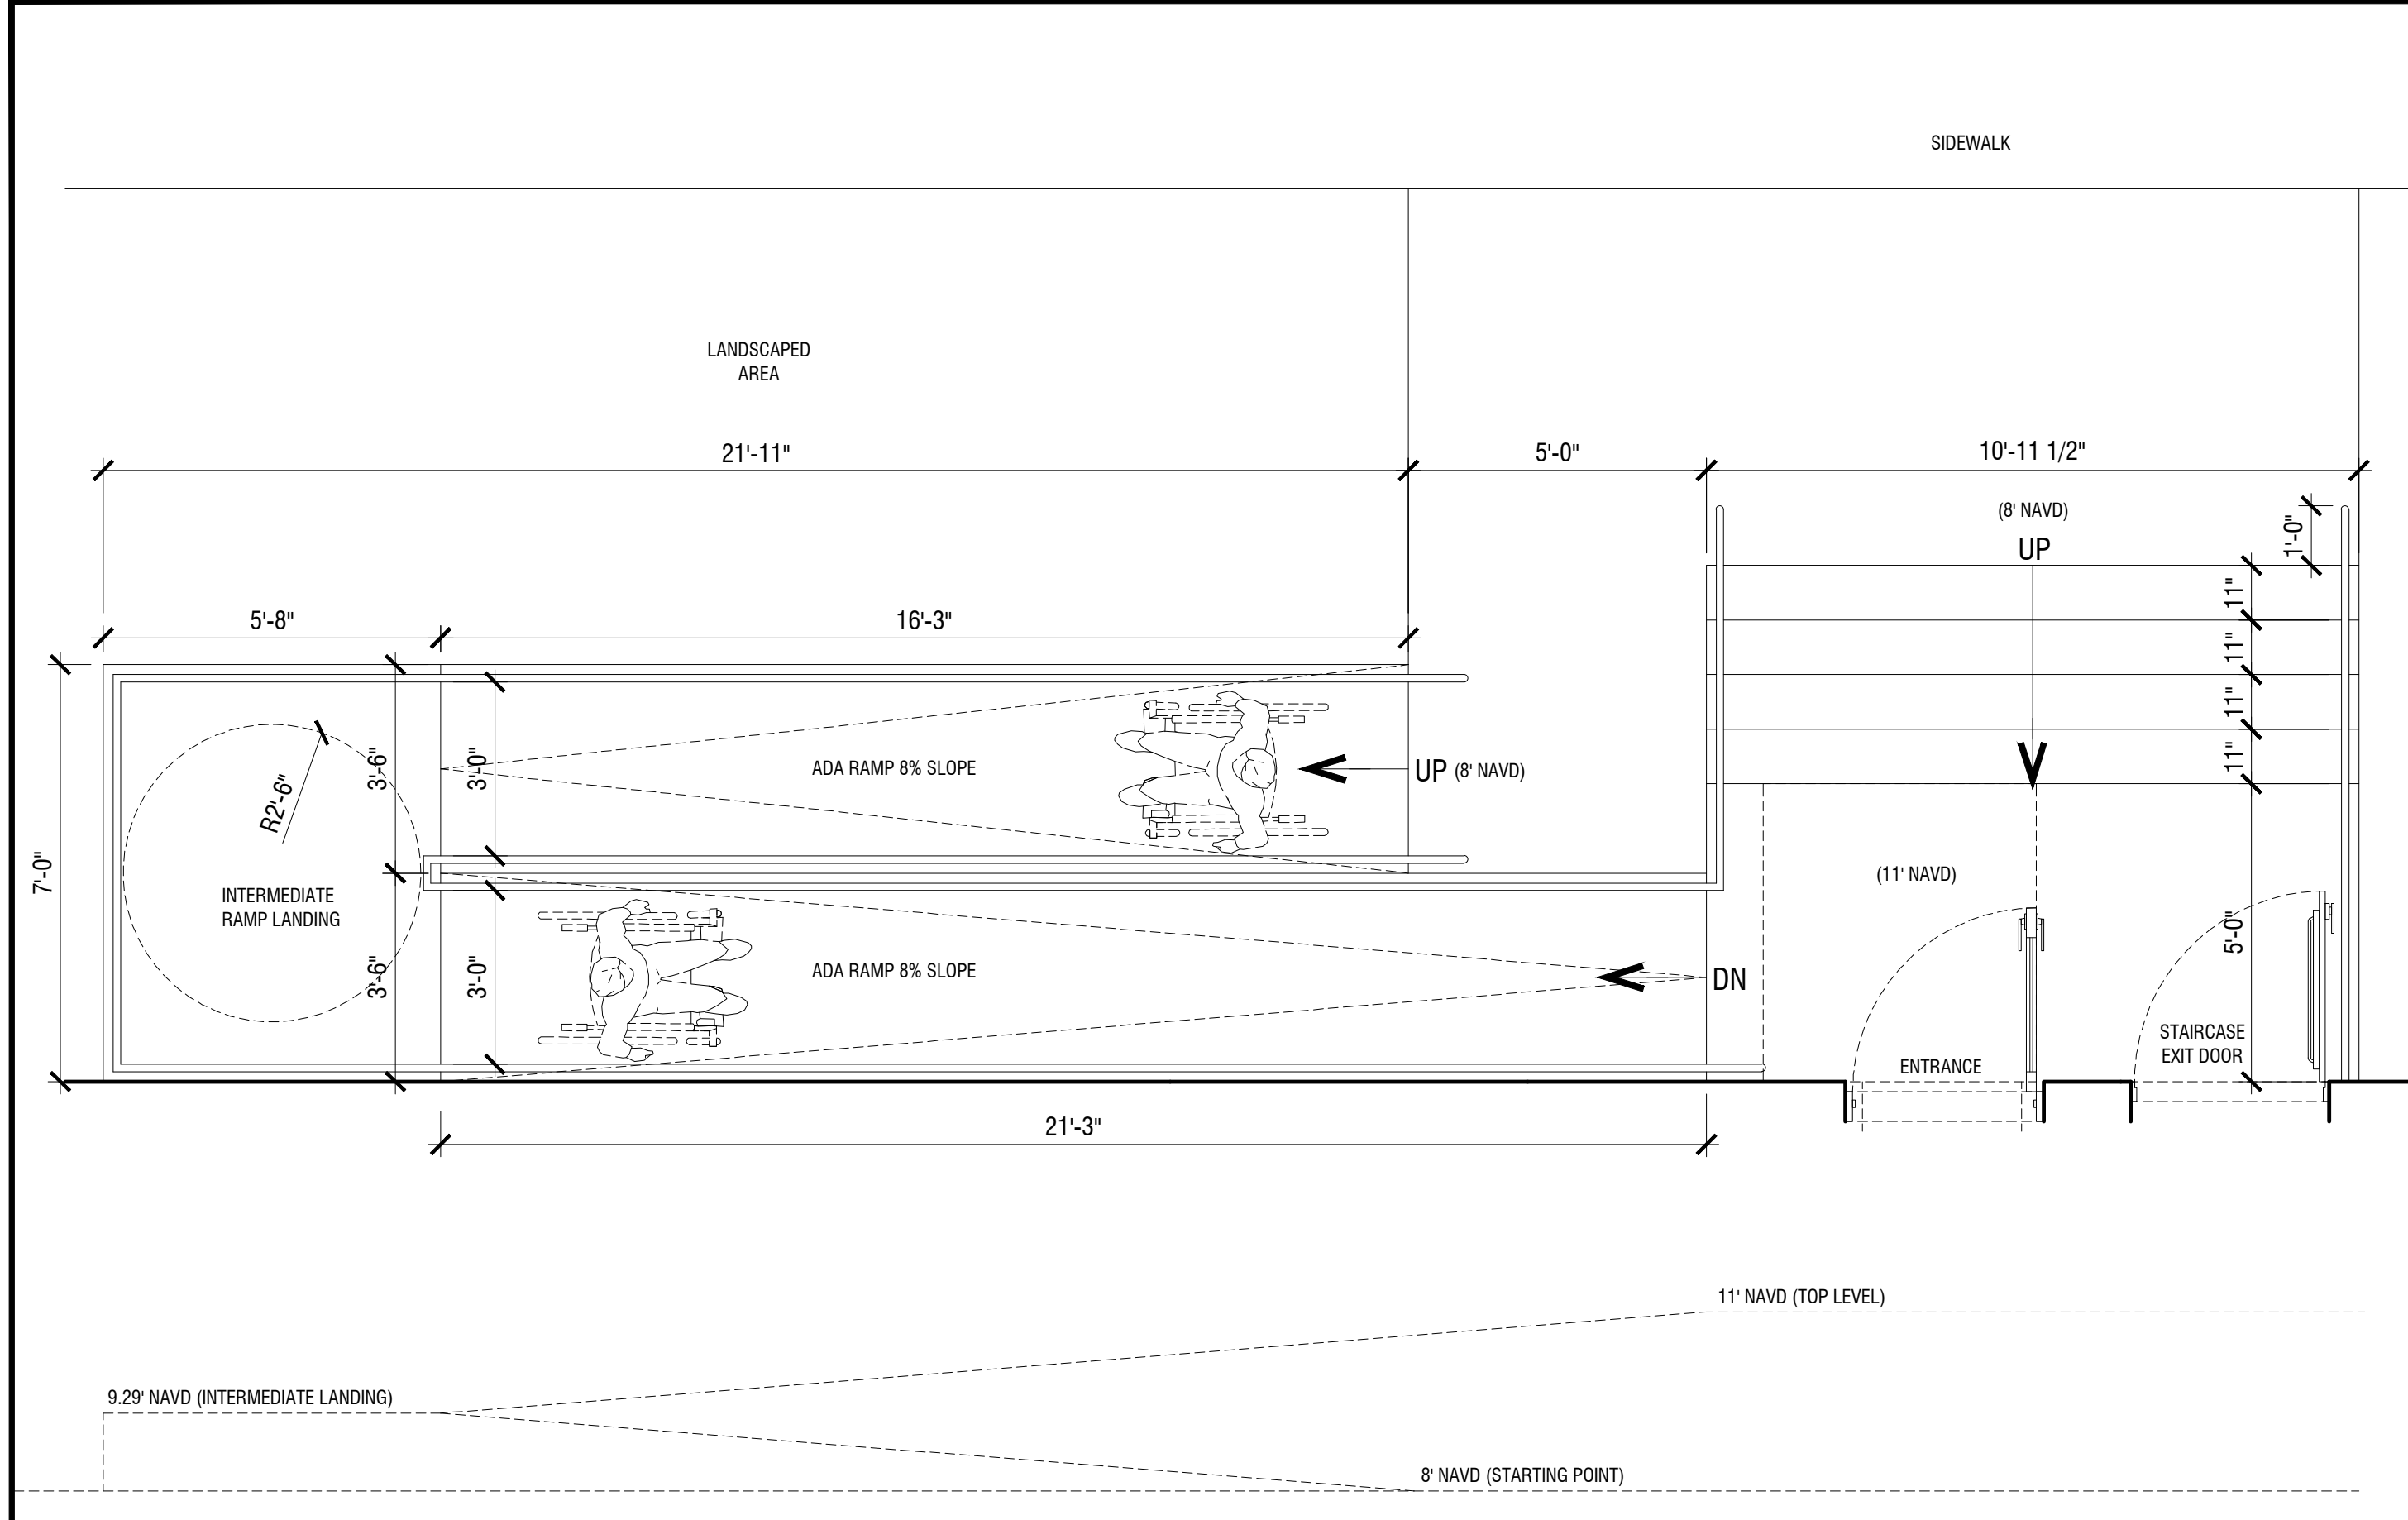 SIDEWALK
LANDSCAPED
AREA
21'-11"
5'-0"
10'-11 1/2"
(8' NAVD)
UP
1'-0"
11"
11"
11"
11"
5'-8"
16'-3"
7'-0"
3'-6"
3'-0"
R2'-6"
ADA RAMP 8% SLOPE
UP (8' NAVD)
INTERMEDIATE
RAMP LANDING
(11' NAVD)
3'-6"
3'-0"
ADA RAMP 8% SLOPE
DN
5'-0"
ENTRANCE
STAIRCASE
EXIT DOOR
21'-3"
11' NAVD (TOP LEVEL)
9.29' NAVD (INTERMEDIATE LANDING)
8' NAVD (STARTING POINT)